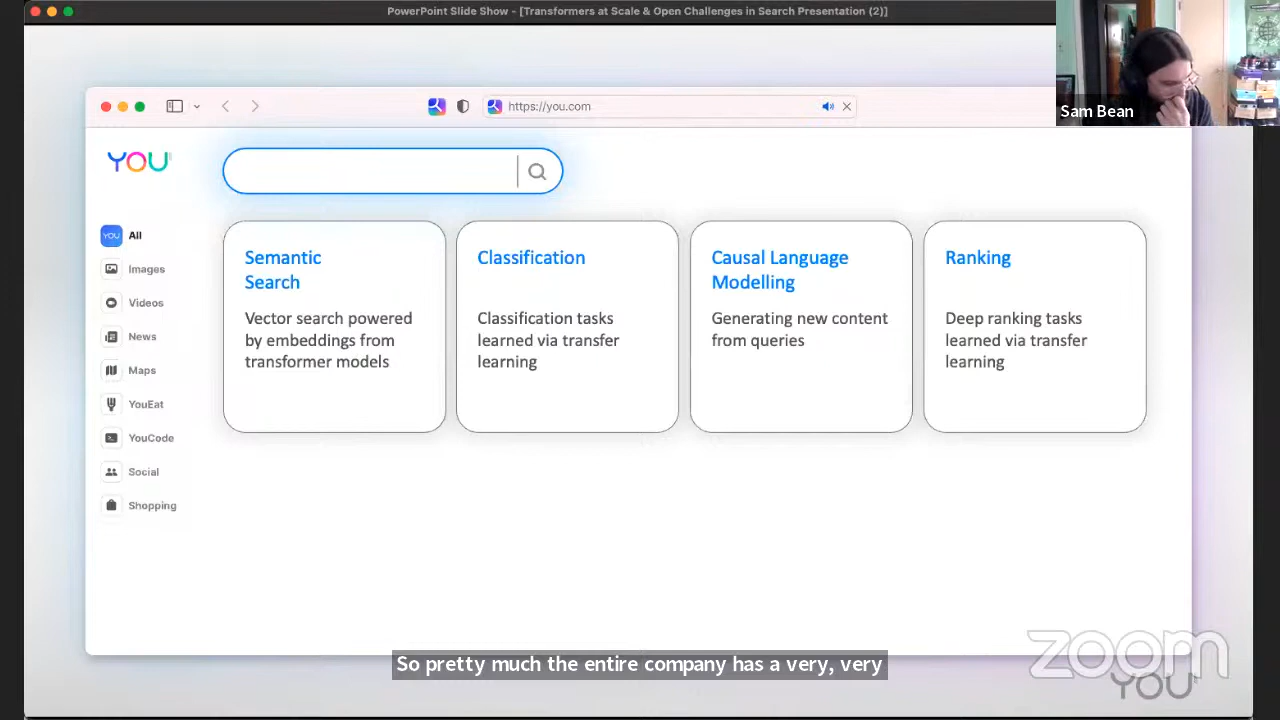 PowerPoint Slide Show - [Transformers at Scale & Open Challenges in Search Presentation (2)]
Sam Bean
https://you.com
YOU
YOU
All
Images
Videos
News
Maps
YouEat
YouCode
Social
Shopping
Semantic
Search
Vector search powered
by embeddings from
transformer models
Classification
Classification tasks
learned via transfer
learning
Causal Language
Modelling
Generating new content
from queries
Ranking
Deep ranking tasks
learned via transfer
learning
So pretty much the entire company has a very, very
zoom
YOU